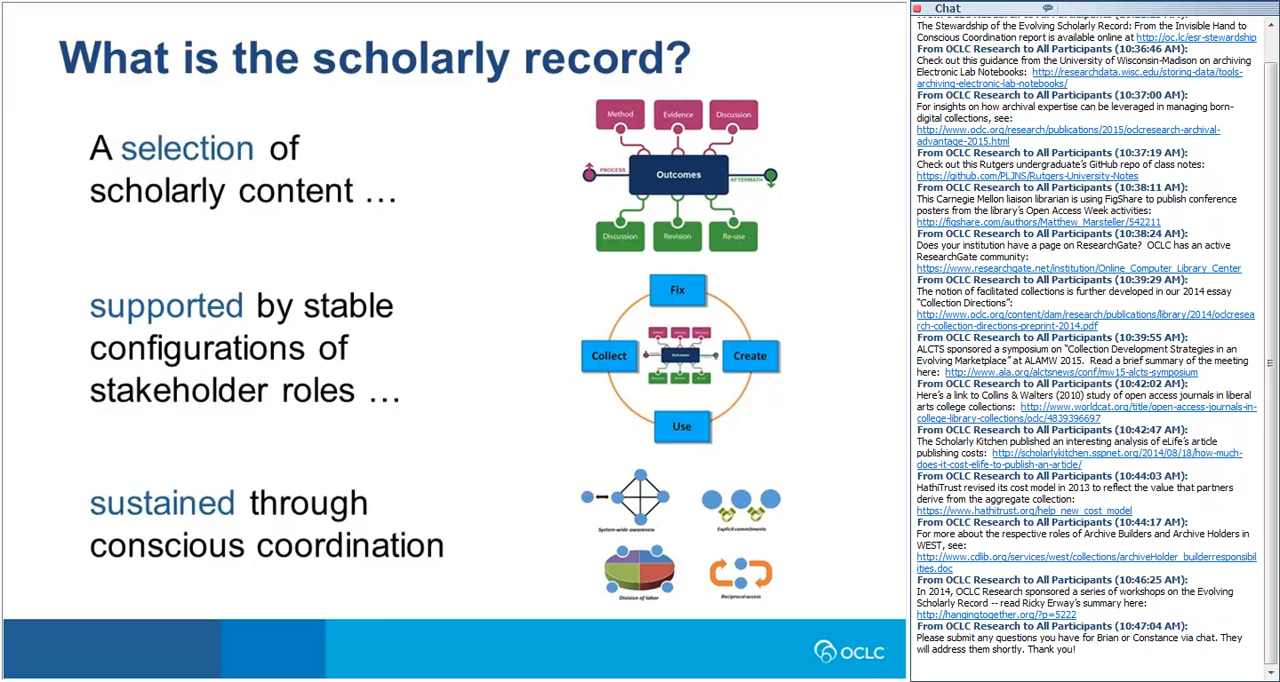 What is the scholarly record?
A selection of
scholarly content …
Method
Evidence
Discussion
PROCESS
Outcomes
AFTERMATH
Discussion
Revision
Re-use
supported by stable
configurations of
stakeholder roles …
Fix
Collect
Method
Evidence
Discussion
Outcomes
Create
Discussion
Revision
Re-use
Use
sustained through
conscious coordination
System-wide awareness
Explicit commitments
Division of labor
Reciprocal access
OCLC
Chat
The Stewardship of the Evolving Scholarly Record: From the Invisible Hand to
Conscious Coordination report is available online at http://oc.lc/esr-stewardship
From OCLC Research to All Participants (10:36:46 AM):
Check out this guidance from the University of Wisconsin-Madison on archiving
Electronic Lab Notebooks: http://researchdata.wisc.edu/storing-data/tools-
archiving-electronic-lab-notebooks/
From OCLC Research to All Participants (10:37:00 AM):
For insights on how archival expertise can be leveraged in managing born-
digital collections, see:
http://www.oclc.org/research/publications/2015/oclcresearch-archival-
advantage-2015.html
From OCLC Research to All Participants (10:37:19 AM):
Check out this Rutgers undergraduate's GitHub repo of class notes:
https://github.com/PLJNS/Rutgers-University-Notes
From OCLC Research to All Participants (10:38:11 AM):
This Carnegie Mellon liaison librarian is using FigShare to publish conference
posters from the library's Open Access Week activities:
http://figshare.com/authors/Matthew_Marsteller/542211
From OCLC Research to All Participants (10:38:24 AM):
Does your institution have a page on ResearchGate? OCLC has an active
ResearchGate community:
https://www.researchgate.net/institution/Online_Computer_Library_Center
From OCLC Research to All Participants (10:39:29 AM):
The notion of facilitated collections is further developed in our 2014 essay
"Collection Directions":
http://www.oclc.org/content/dam/research/publications/library/2014/oclcresea
rch-collection-directions-preprint-2014.pdf
From OCLC Research to All Participants (10:39:55 AM):
ALCTS sponsored a symposium on "Collection Development Strategies in an
Evolving Marketplace" at ALAMW 2015. Read a brief summary of the meeting
here: http://www.ala.org/alctsnews/conf/mw15-alcts-symposium
From OCLC Research to All Participants (10:42:02 AM):
Here's a link to Collins & Walters (2010) study of open access journals in liberal
arts college collections: http://www.worldcat.org/title/open-access-journals-in-
college-library-collections/oclc/4839396697
From OCLC Research to All Participants (10:42:47 AM):
The Scholarly Kitchen published an interesting analysis of eLife's article
publishing costs: http://scholarlykitchen.sspnet.org/2014/08/18/how-much-
does-it-cost-elife-to-publish-an-article/
From OCLC Research to All Participants (10:44:03 AM):
HathiTrust revised its cost model in 2013 to reflect the value that partners
derive from the aggregate collection:
https://www.hathitrust.org/help_new_cost_model
From OCLC Research to All Participants (10:44:17 AM):
For more about the respective roles of Archive Builders and Archive Holders in
WEST, see:
http://www.cdlib.org/services/west/collections/archiveHolder_builderresponsibil
ities.doc
From OCLC Research to All Participants (10:46:25 AM):
In 2014, OCLC Research sponsored a series of workshops on the Evolving
Scholarly Record -- read Ricky Erway's summary here:
http://hangingtogether.org/?p=5222
From OCLC Research to All Participants (10:47:04 AM):
Please submit any questions you have for Brian or Constance via chat. They
will address them shortly. Thank you!